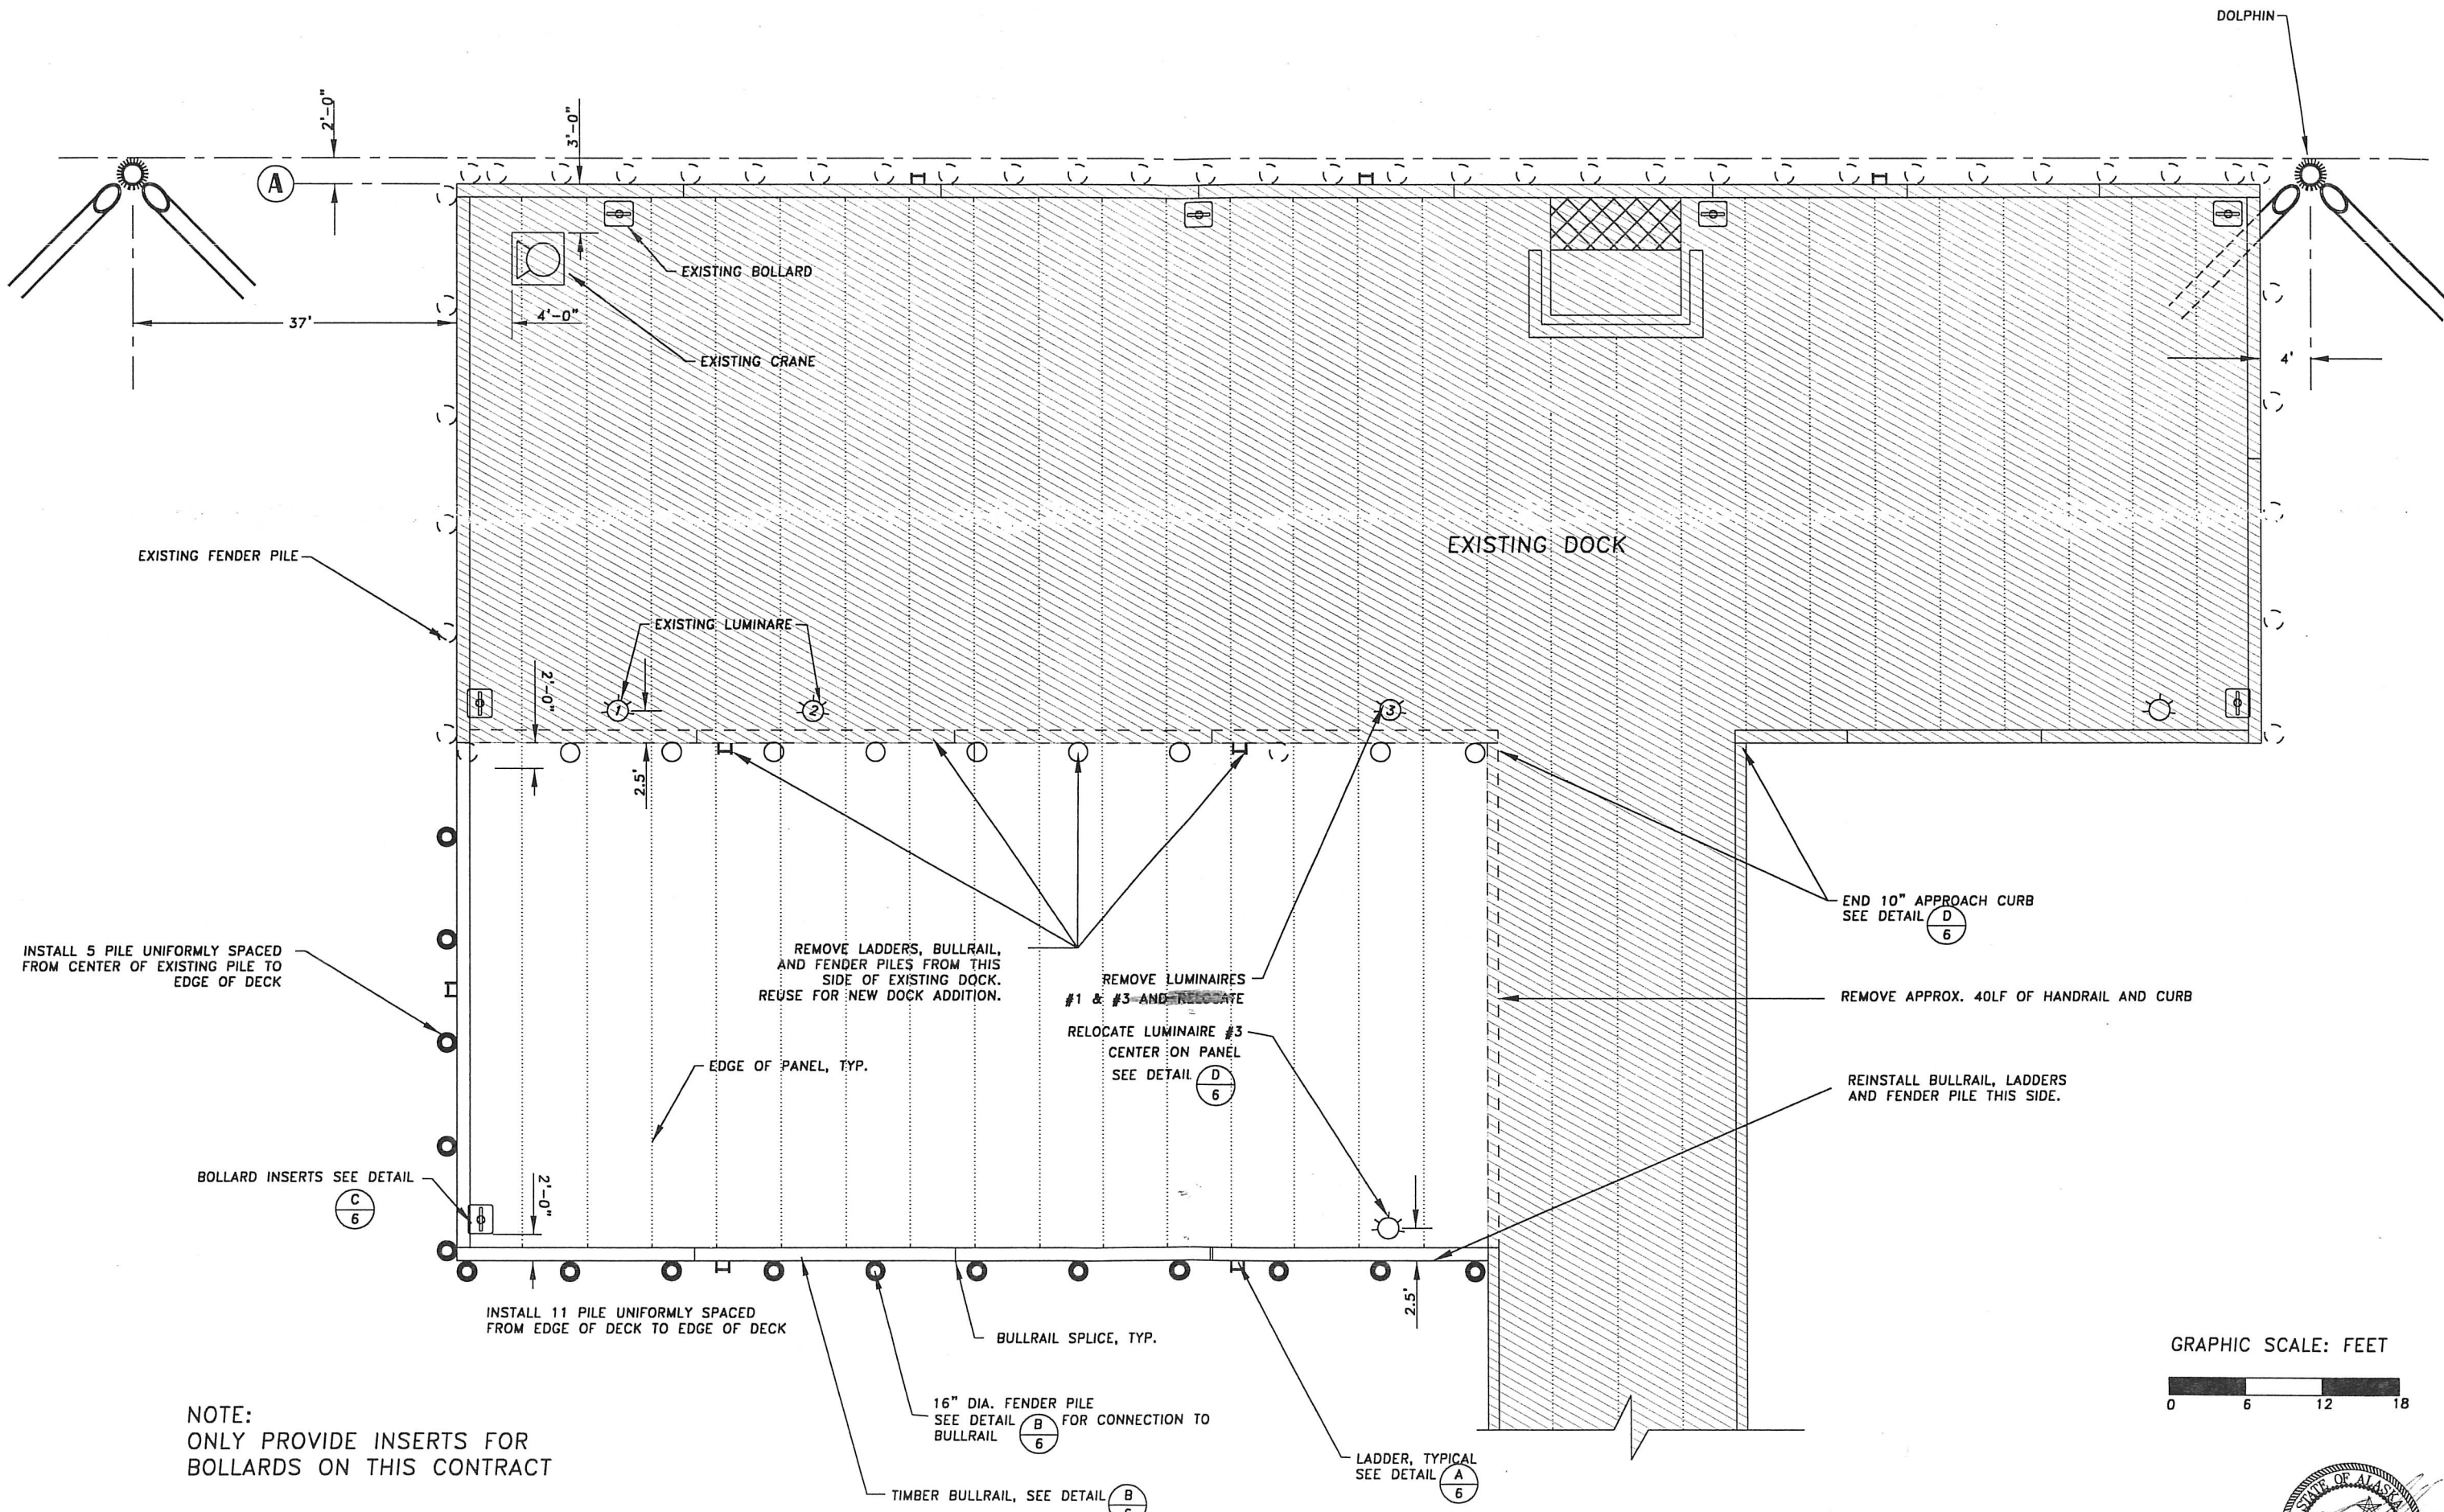 DOLPHIN
2'-0"
3'-0"
A
EXISTING BOLLARD
4'-0"
37'
EXISTING CRANE
4'
EXISTING FENDER PILE
EXISTING DOCK
EXISTING LUMINARE
2'-0"
1
2
3
2.5'
END 10" APPROACH CURB
SEE DETAIL D
6
INSTALL 5 PILE UNIFORMLY SPACED
FROM CENTER OF EXISTING PILE TO
EDGE OF DECK
REMOVE LADDERS, BULLRAIL,
AND FENDER PILES FROM THIS
SIDE OF EXISTING DOCK.
REUSE FOR NEW DOCK ADDITION.
REMOVE LUMINAIRES
#1 & #3 AND RELOCATE
REMOVE APPROX. 40LF OF HANDRAIL AND CURB
RELOCATE LUMINAIRE #3
CENTER ON PANEL
SEE DETAIL D
6
EDGE OF PANEL, TYP.
REINSTALL BULLRAIL, LADDERS
AND FENDER PILE THIS SIDE.
BOLLARD INSERTS SEE DETAIL
C
6
2'-0"
2.5'
INSTALL 11 PILE UNIFORMLY SPACED
FROM EDGE OF DECK TO EDGE OF DECK
BULLRAIL SPLICE, TYP.
GRAPHIC SCALE: FEET
0 6 12 18
16" DIA. FENDER PILE
SEE DETAIL B FOR CONNECTION TO
6
BULLRAIL
NOTE:
ONLY PROVIDE INSERTS FOR
BOLLARDS ON THIS CONTRACT
LADDER, TYPICAL
SEE DETAIL A
6
TIMBER BULLRAIL, SEE DETAIL B
6
STATE OF ALASKA